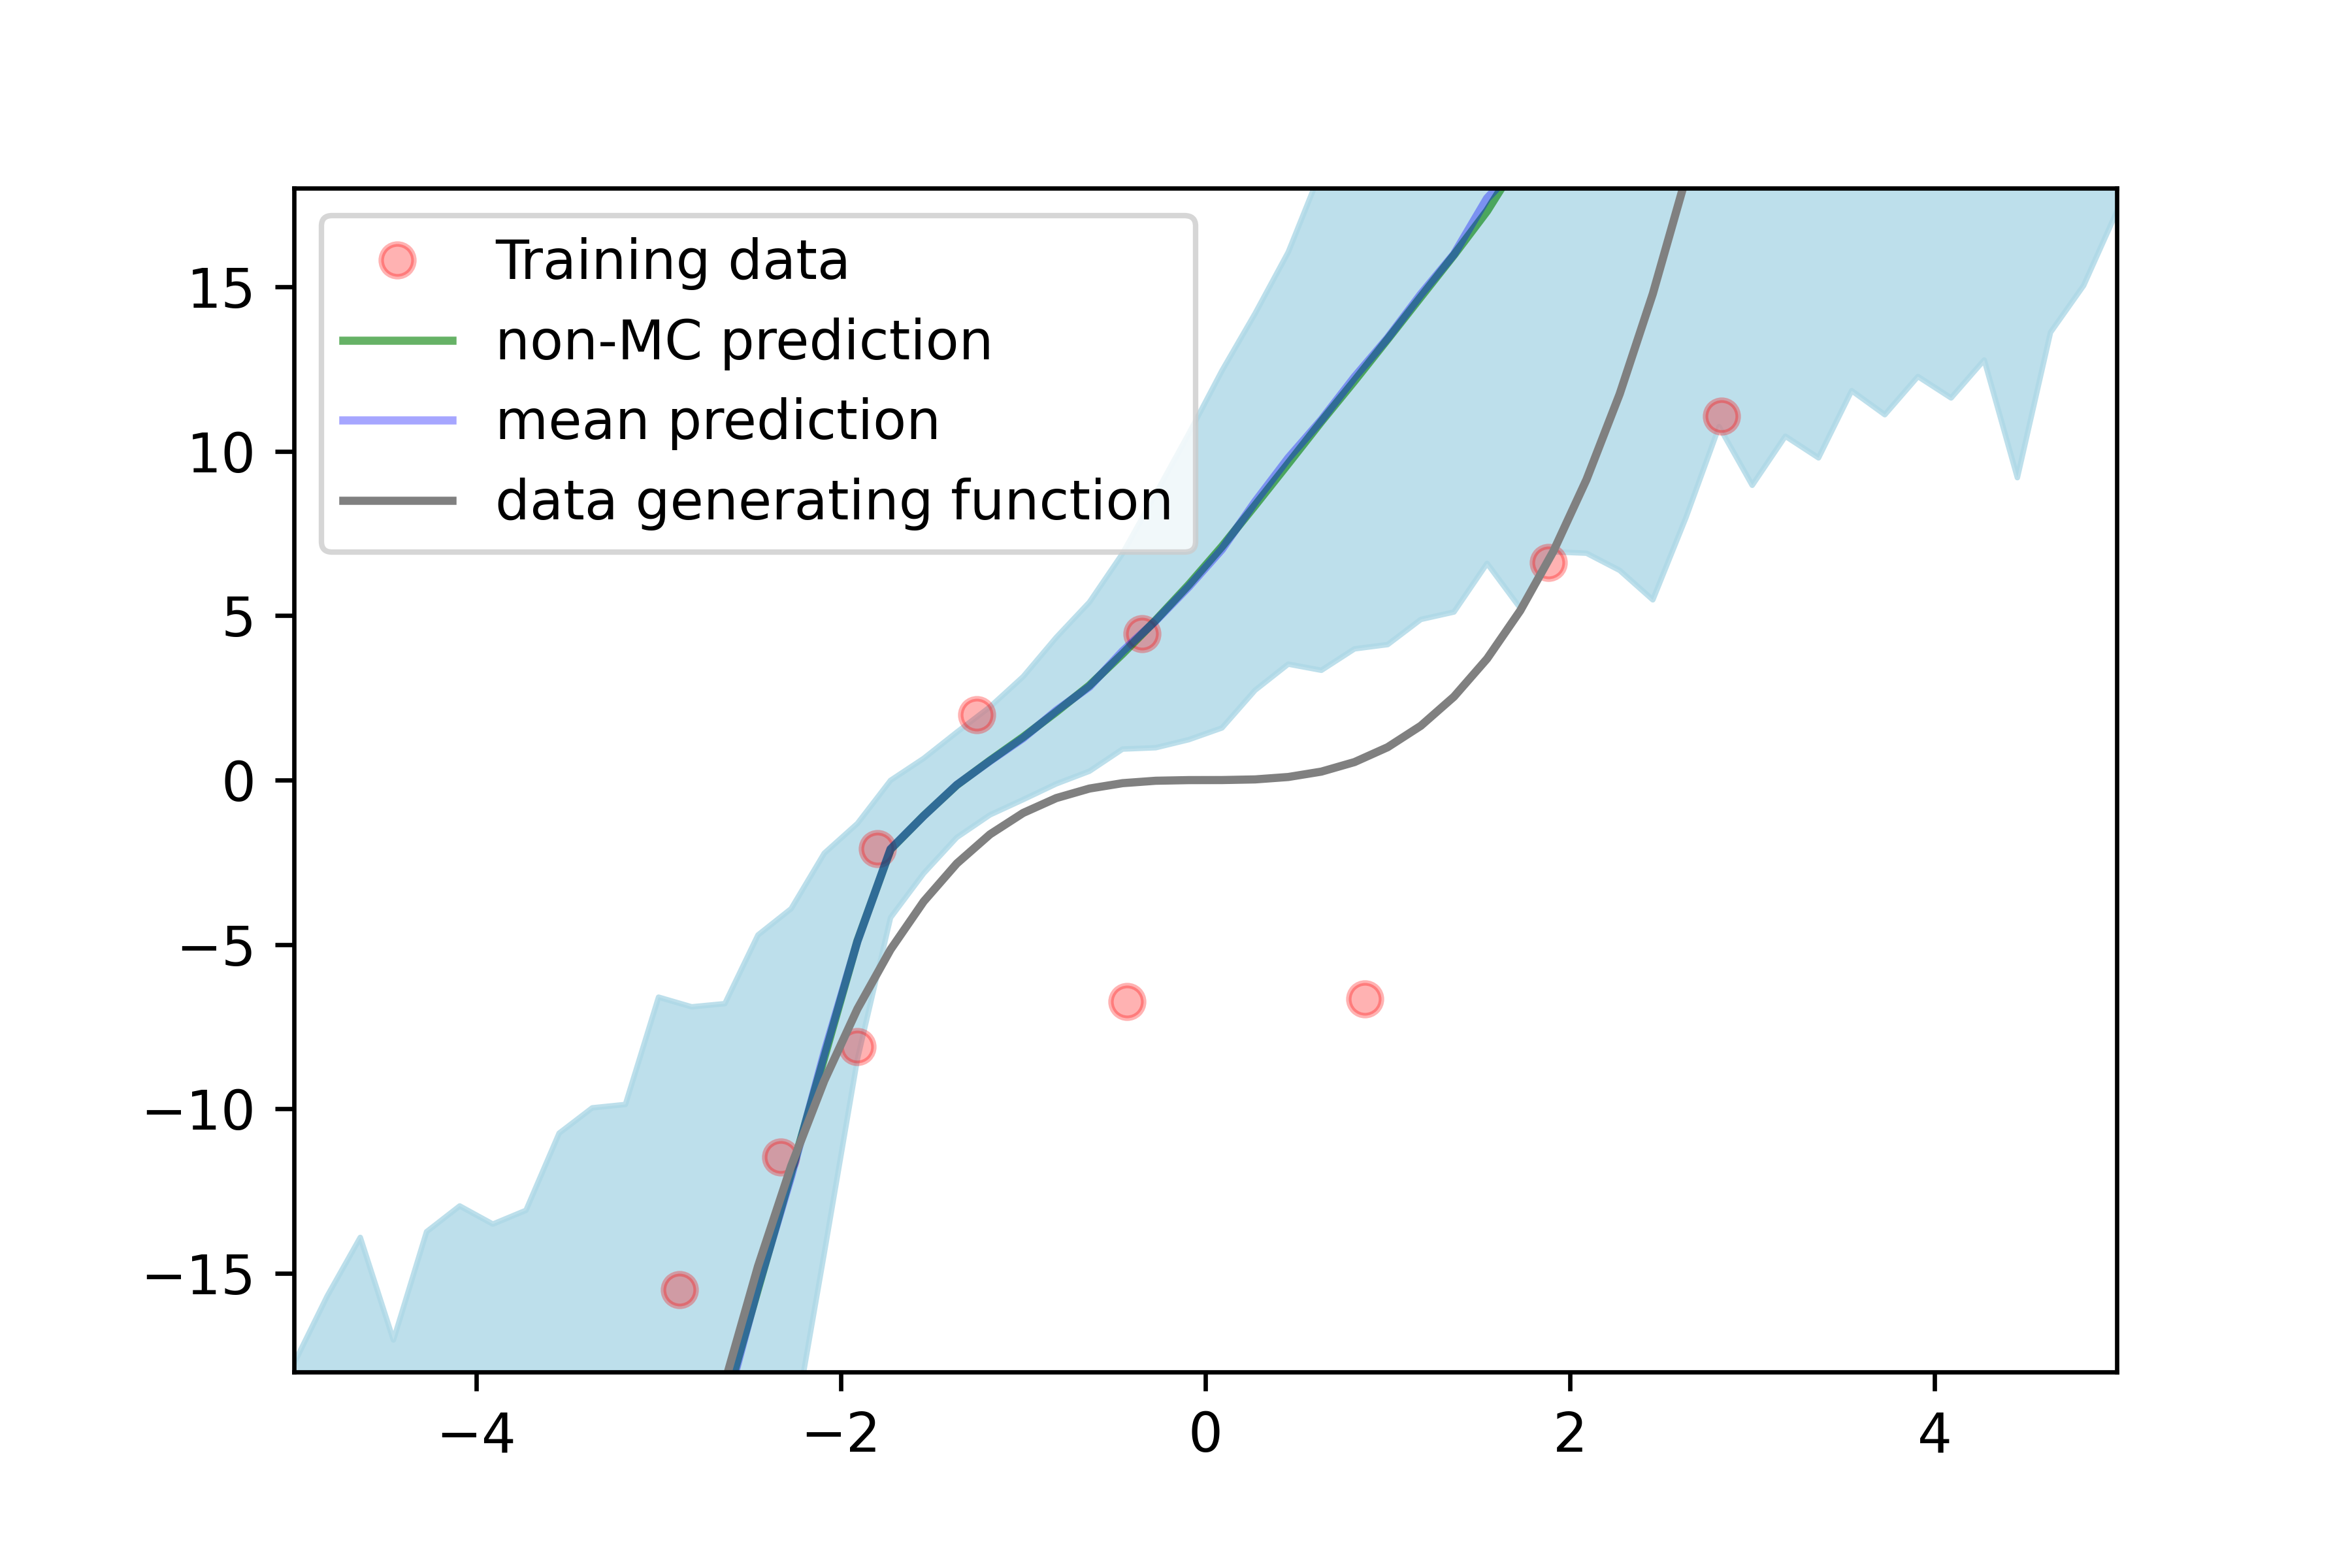 Training data
non-MC prediction
mean prediction
data generating function
15
10
5
0
−5
−10
−15
−4 −2 0 2 4